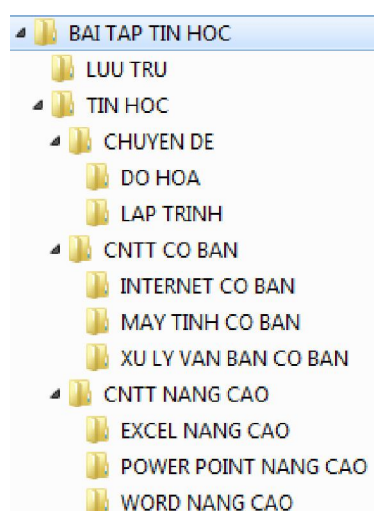 BAI TAP TIN HOC
LUU TRU
TIN HOC
CHUYEN DE
DO HOA
LAP TRINH
CNTT CO BAN
INTERNET CO BAN
MAY TINH CO BAN
XU LY VAN BAN CO BAN
CNTT NANG CAO
EXCEL NANG CAO
POWER POINT NANG CAO
WORD NANG CAO